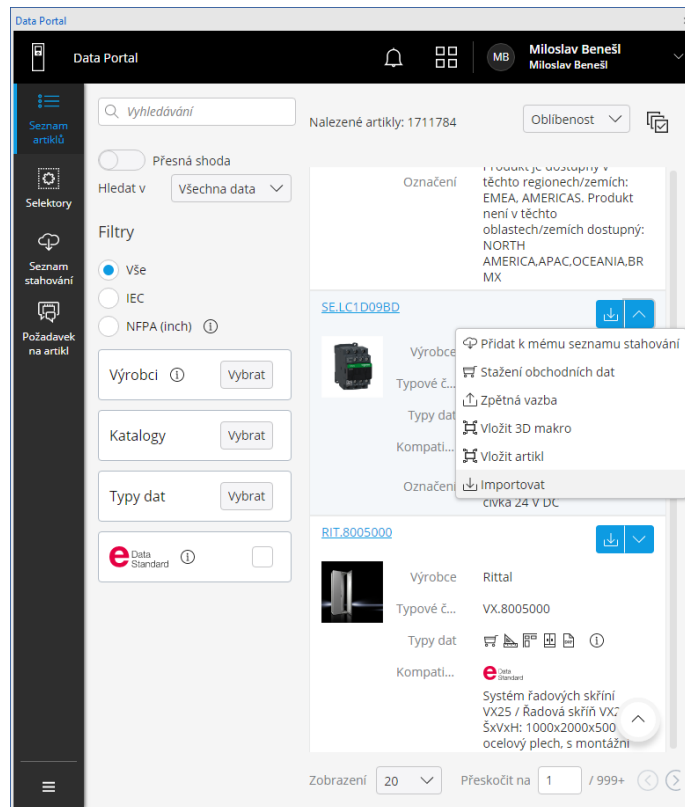 Data Portal
Data Portal
MB
Miloslav Benešl
Miloslav Benešl
Seznam
artiklů
Selektory
Seznam
stahování
Požadavek
na artikl
Vyhledávání
Přesná shoda
Hledat v
Všechna data
Filtry
Vše
IEC
NFPA (inch)
Výrobci
Vybrat
Katalogy
Vybrat
Typy dat
Vybrat
Data
Standard
Nalezené artikly: 1711784
Oblíbenost
Označení
Produkt je dostupný v
těchto regionech/zemích:
EMEA, AMERICAS. Produkt
není v těchto
oblastech/zemích dostupný:
NORTH
AMERICA,APAC,OCEANIA,BR
MX
SE.LC1D09BD
Výrobce
Typové č...
Typy dat
Kompati...
Označení
cívka 24 V DC
Přidat k mému seznamu stahování
Stažení obchodních dat
Zpětná vazba
Vložit 3D makro
Vložit artikl
Importovat
RIT.8005000
Výrobce
Rittal
Typové č...
VX.8005000
Typy dat
Kompati...
Data
Standard
Systém řadových skříní
VX25 / Řadová skříň VX2
ŠxVxH: 1000x2000x500
ocelový plech, s montážní
Zobrazení
20
Přeskočit na
1
/ 999+